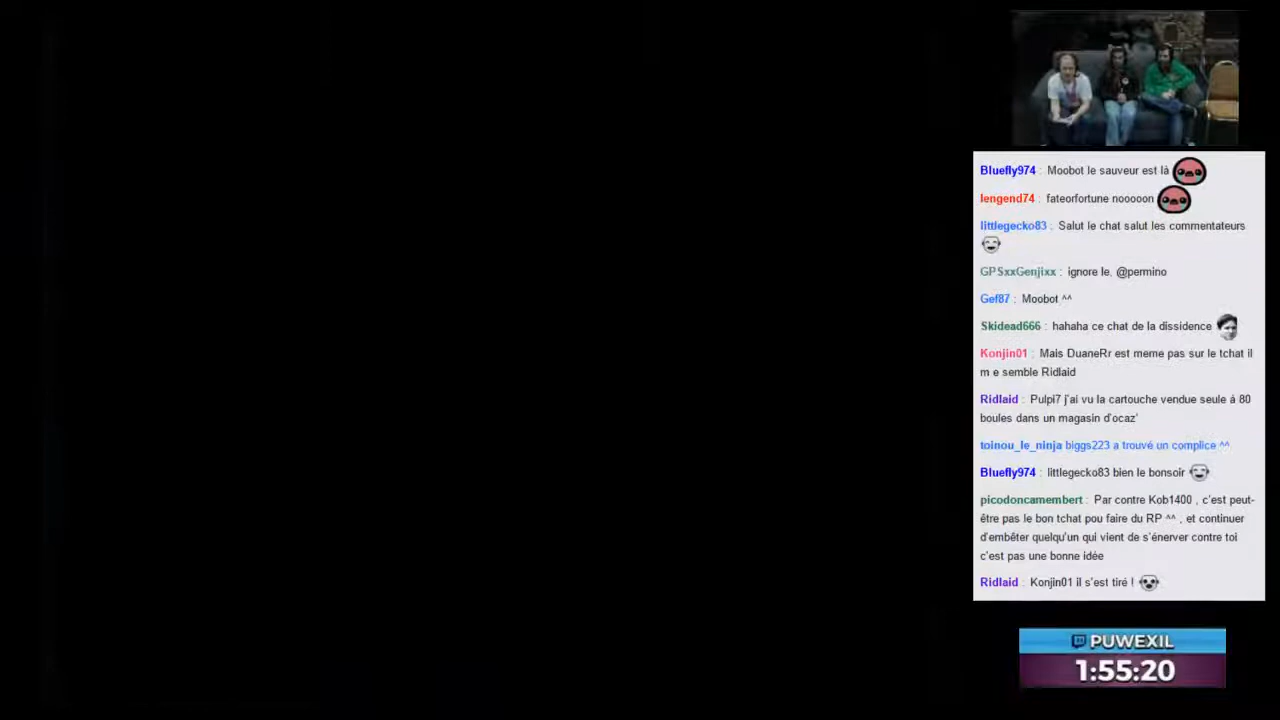 Bluefly974 : Moobot le sauveur est là
lengend74 : fateorfortune nooooon
littlegecko83 : Salut le chat salut les commentateurs
GPSxxGenjixx : ignore le, @permino
Gef87 : Moobot ^^
Skidead666 : hahaha ce chat de la dissidence
Konjin01 : Mais DuaneRr est meme pas sur le tchat il
m e semble Ridlaid
Ridlaid : Pulpi7 j'ai vu la cartouche vendue seule à 80
boules dans un magasin d'ocaz'
toinou_le_ninja biggs223 a trouvé un complice ^^
Bluefly974 : littlegecko83 bien le bonsoir
picodoncamembert : Par contre Kob1400 , c'est peut-
être pas le bon tchat pou faire du RP ^^ , et continuer
d'embêter quelqu'un qui vient de s'énerver contre toi
c'est pas une bonne idée
Ridlaid : Konjin01 il s'est tiré !
PUWEXIL
1:55:20